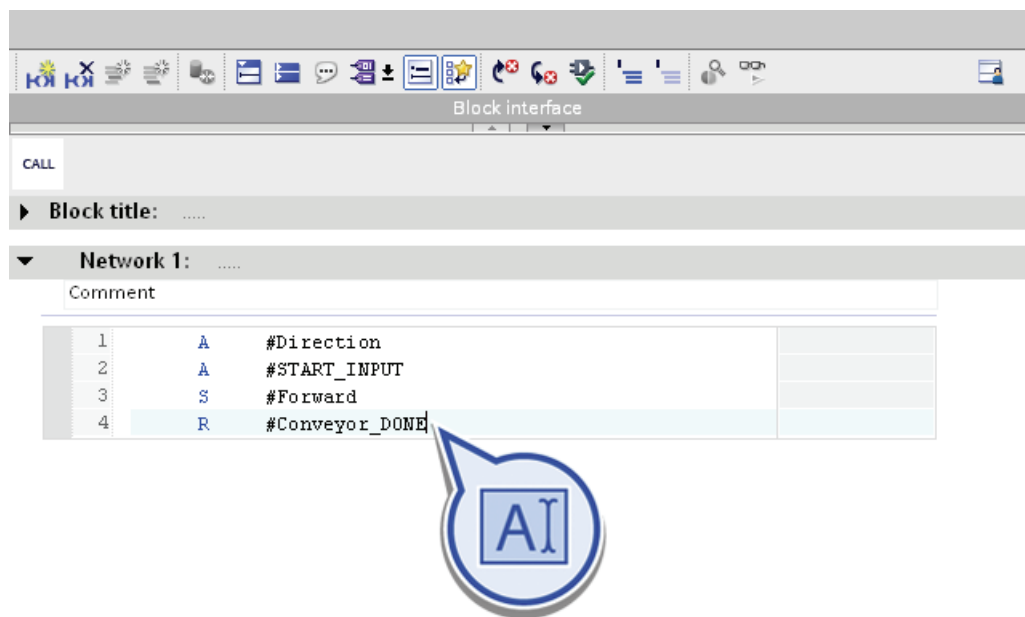 Block interface
CALL
Block title: .....
Network 1: .....
Comment
1 A #Direction
2 A #START_INPUT
3 S #Forward
4 R #Conveyor_DONE
A